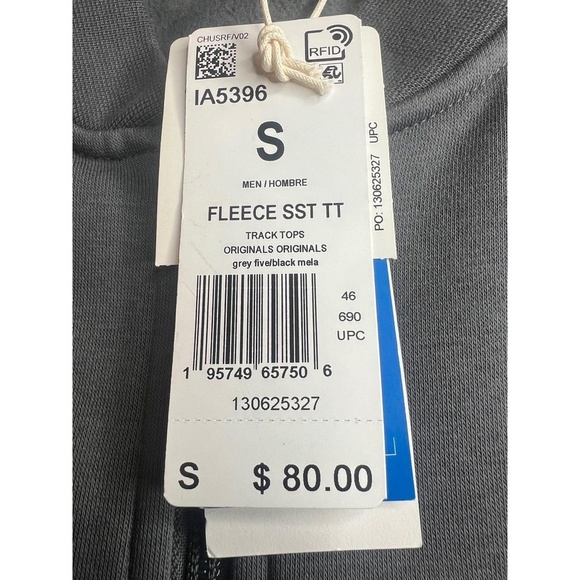 CHUSRF/V02
RFID
IA5396
S
MEN / HOMBRE
FLEECE SST TT
TRACK TOPS
ORIGINALS ORIGINALS
grey five/black mela
46
690
UPC
1 95749 65750 6
130625327
S $ 80.00
PO: 130625327 UPC